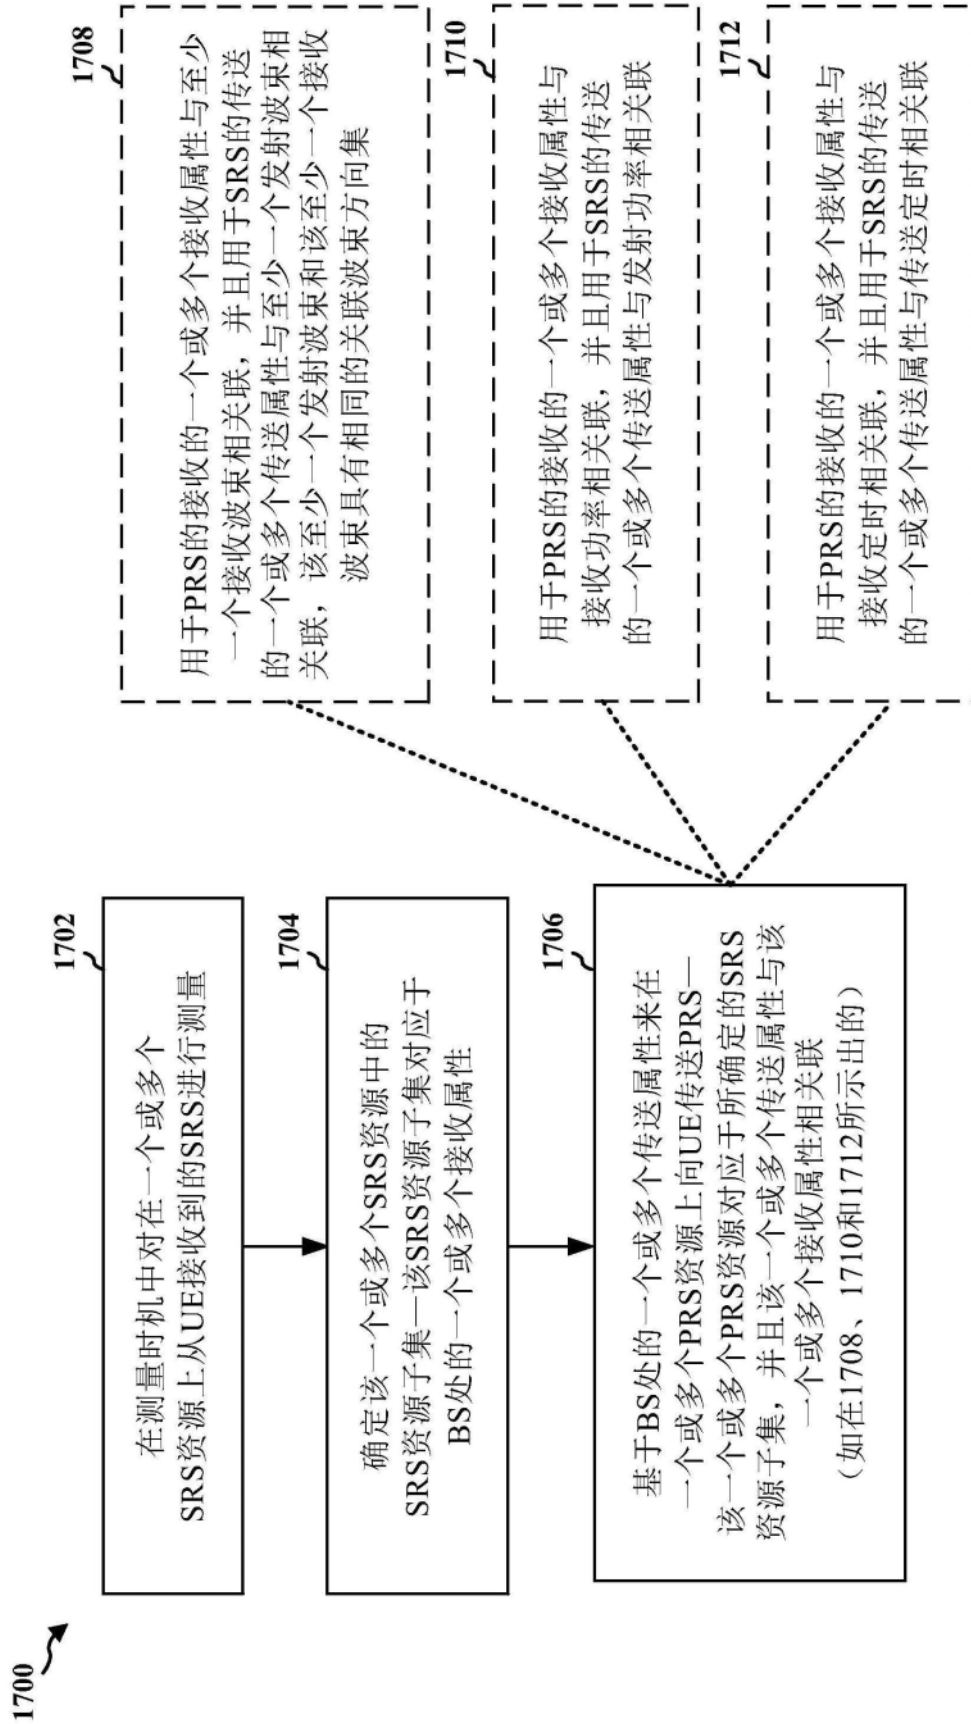 1700
1702
在测量时机中对在一个或多个
SRS资源上从UE接收到的SRS进行测量
1704
确定该一个或多个SRS资源中的
SRS资源子集—该SRS资源子集对应于
BS处的一个或多个接收属性
1706
基于BS处的一个或多个传送属性来在
一个或多个PRS资源上向UE传送PRS—
该一个或多个PRS资源对应于所确定的SRS
资源子集，并且该一个或多个传送属性与该
一个或多个接收属性相关联
（如在1708、1710和1712所示出的）
1708
用于PRS的接收的一个或多个接收属性与至少
一个接收波束相关联，并且用于SRS的传送
的一个或多个传送属性与至少一个发射波束相
关联，该至少一个发射波束和该至少一个接收
波束具有相同的关联波束方向集
1710
用于PRS的接收的一个或多个接收属性与
接收功率相关联，并且用于SRS的传送
的一个或多个传送属性与发射功率相关联
1712
用于PRS的接收的一个或多个接收属性与
接收定时相关联，并且用于SRS的传送
的一个或多个传送属性与传送定时相关联